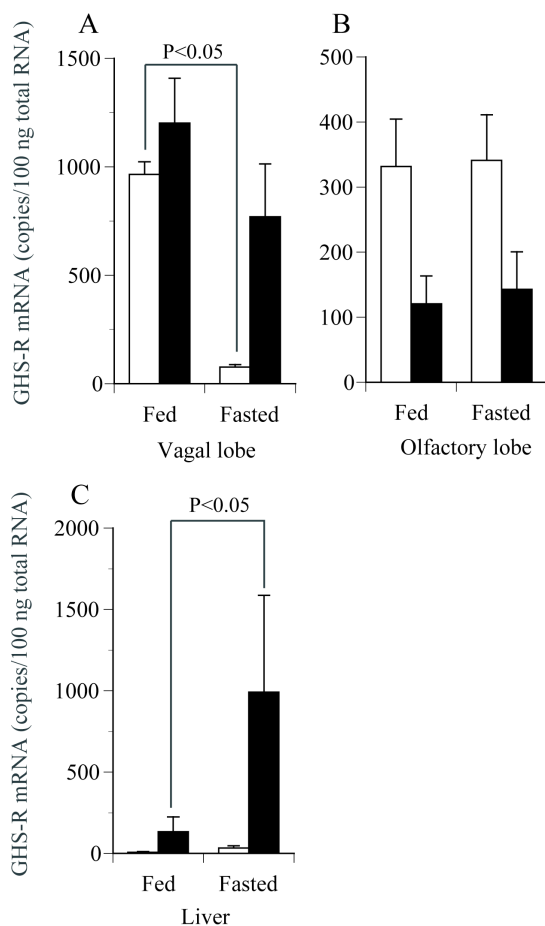 A
B
P<0.05
GHS-R mRNA (copies/100 ng total RNA)
1500
1000
500
0
Fed
Fasted
Vagal lobe
500
400
300
200
100
0
Fed
Fasted
Olfactory lobe
C
P<0.05
GHS-R mRNA (copies/100 ng total RNA)
2000
1500
1000
500
0
Fed
Fasted
Liver